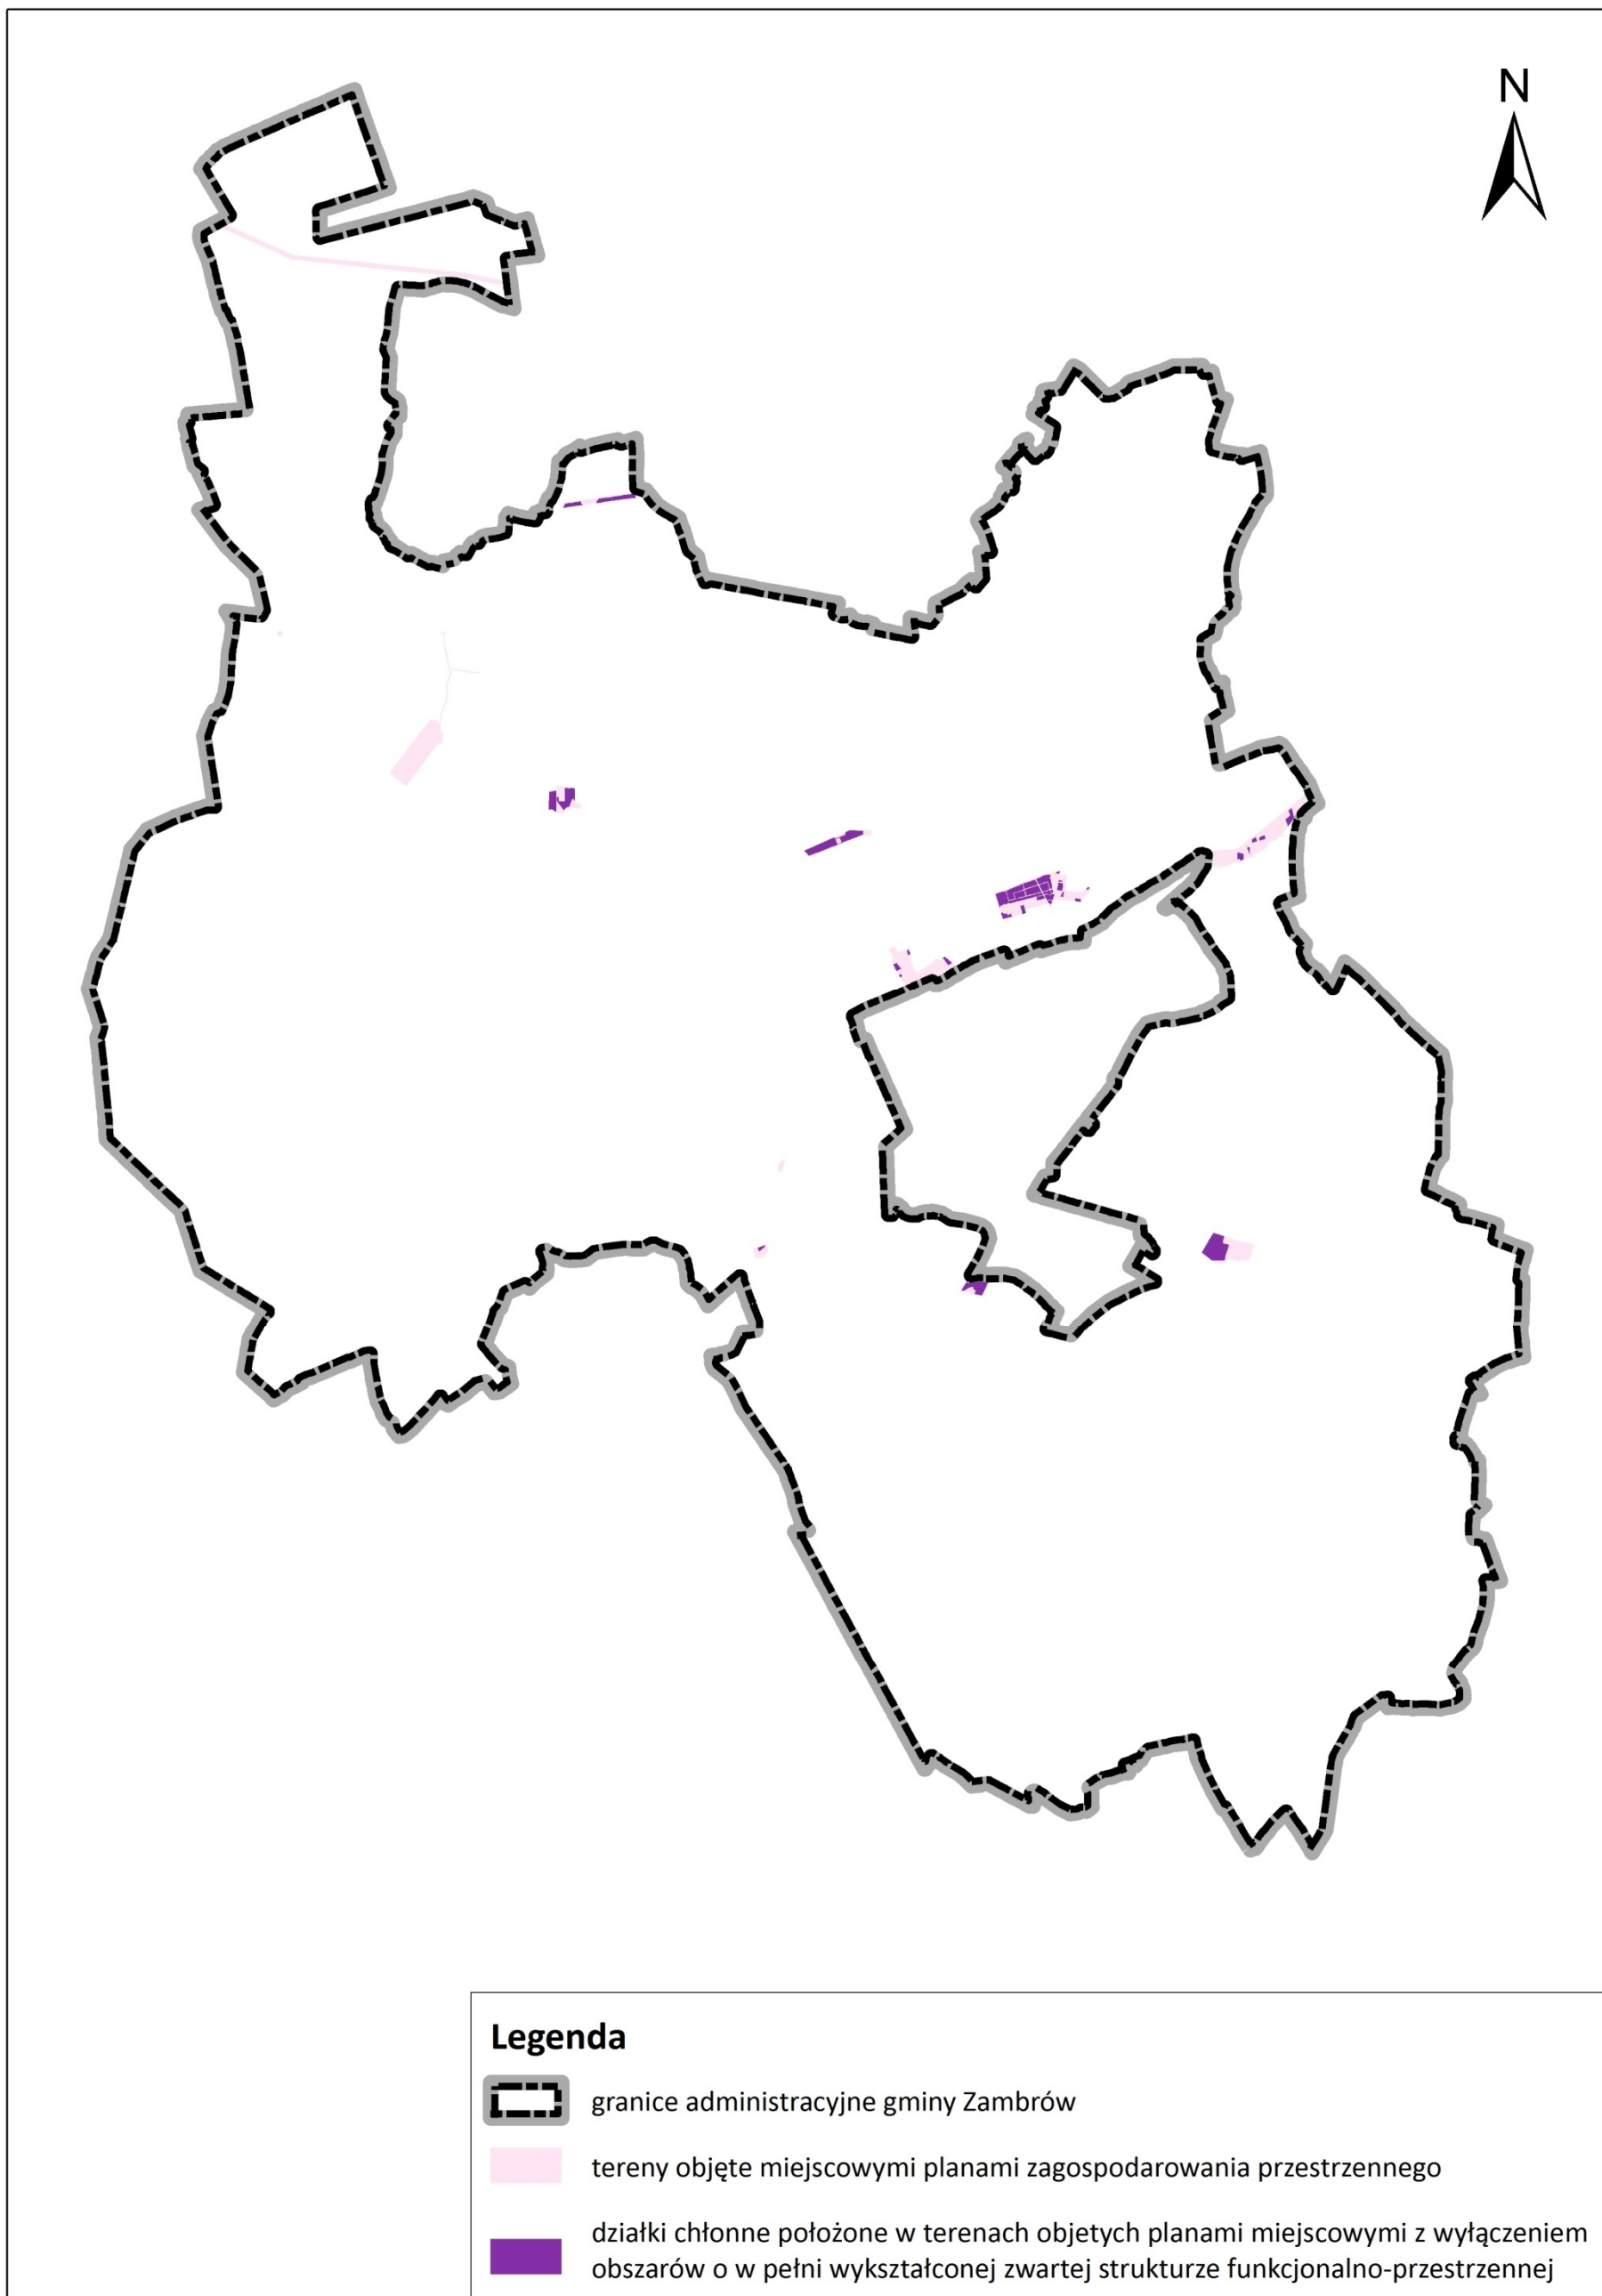 N
Legenda
granice administracyjne gminy Zambrów
tereny objęte miejscowymi planami zagospodarowania przestrzennego
działki chłonne położone w terenach objetych planami miejscowymi z wyłączeniem
obszarów o w pełni wykształconej zwartej strukturze funkcjonalno-przestrzennej